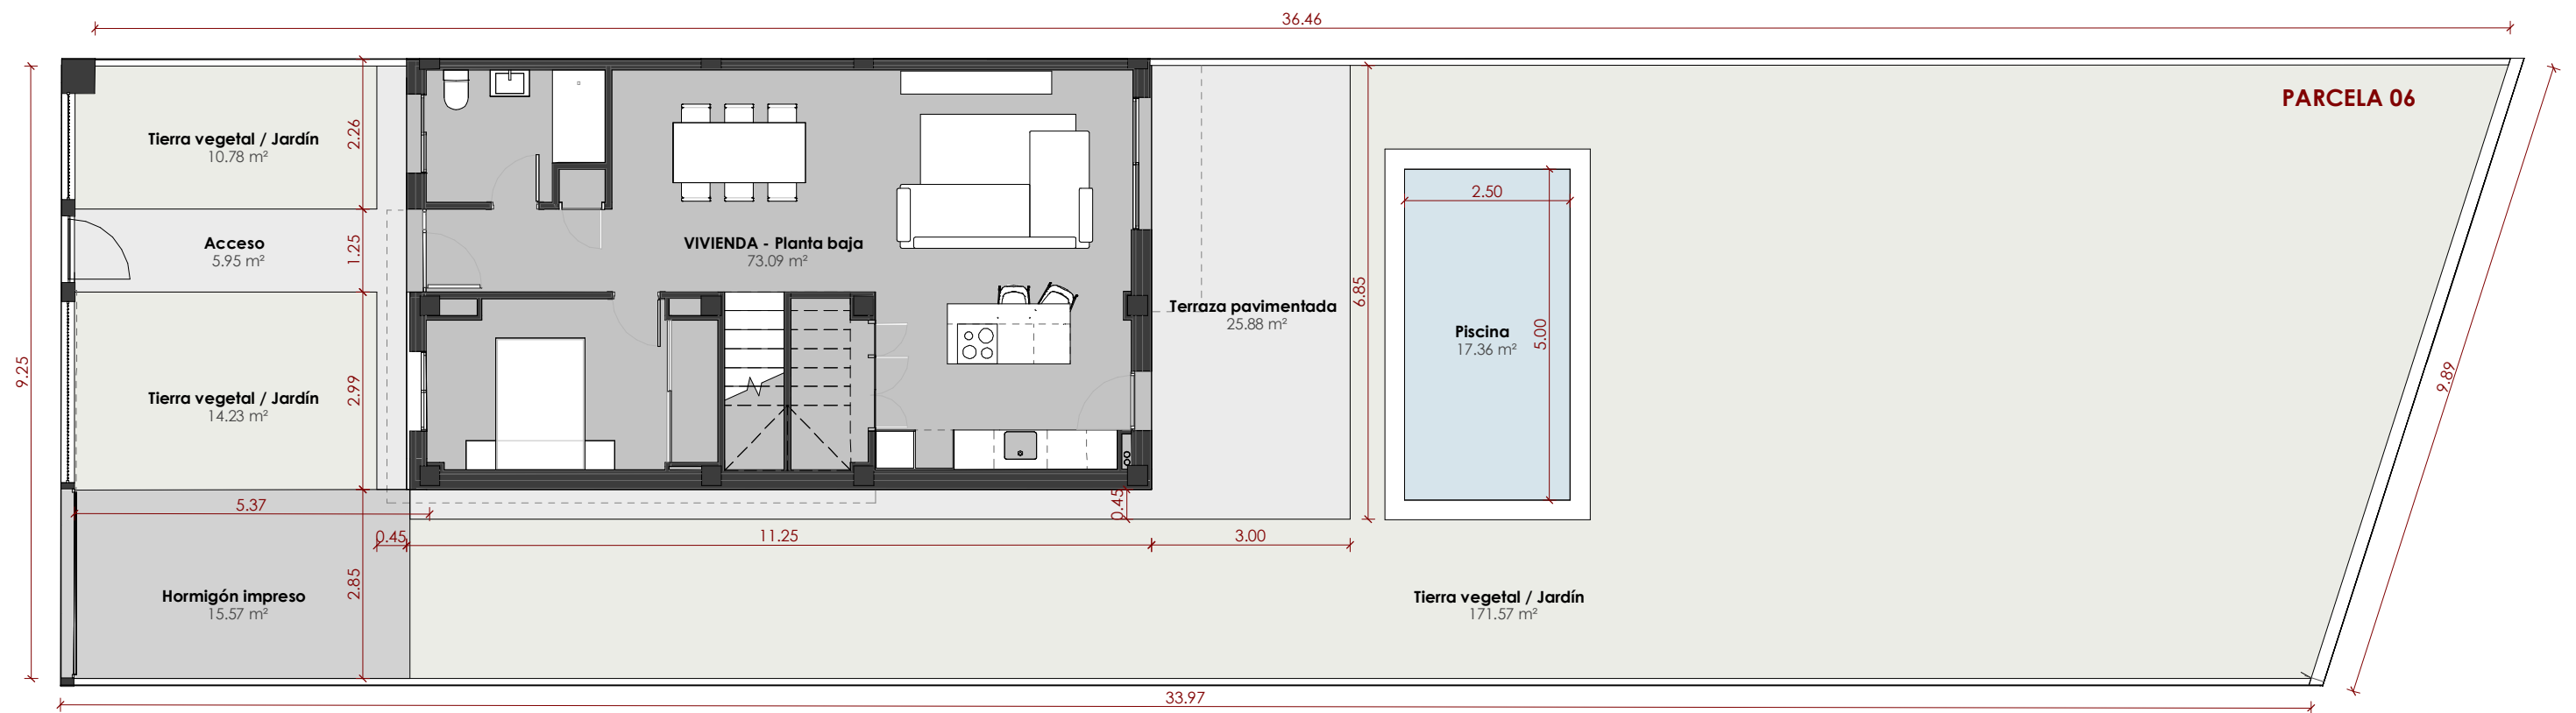 36.46
PARCELA 06
Tierra vegetal / Jardín
10.78 m²
2.26
2.50
Acceso
5.95 m²
1.25
VIVIENDA - Planta baja
73.09 m²
6.85
Terraza pavimentada
25.88 m²
Piscina
17.36 m²
5.00
9.25
9.89
Tierra vegetal / Jardín
14.23 m²
2.99
5.37
0.45
0.45
11.25
3.00
Hormigón impreso
15.57 m²
2.85
Tierra vegetal / Jardín
171.57 m²
33.97